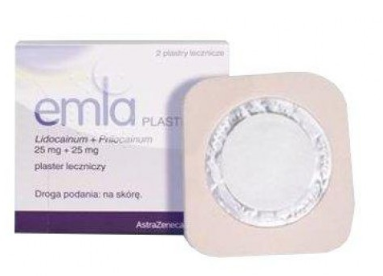 2 plastry lecznicze
emla PLAST
Lidocainum + Prilocainum
25 mg + 25 mg
plaster leczniczy
Droga podania: na skórę.
AstraZeneca